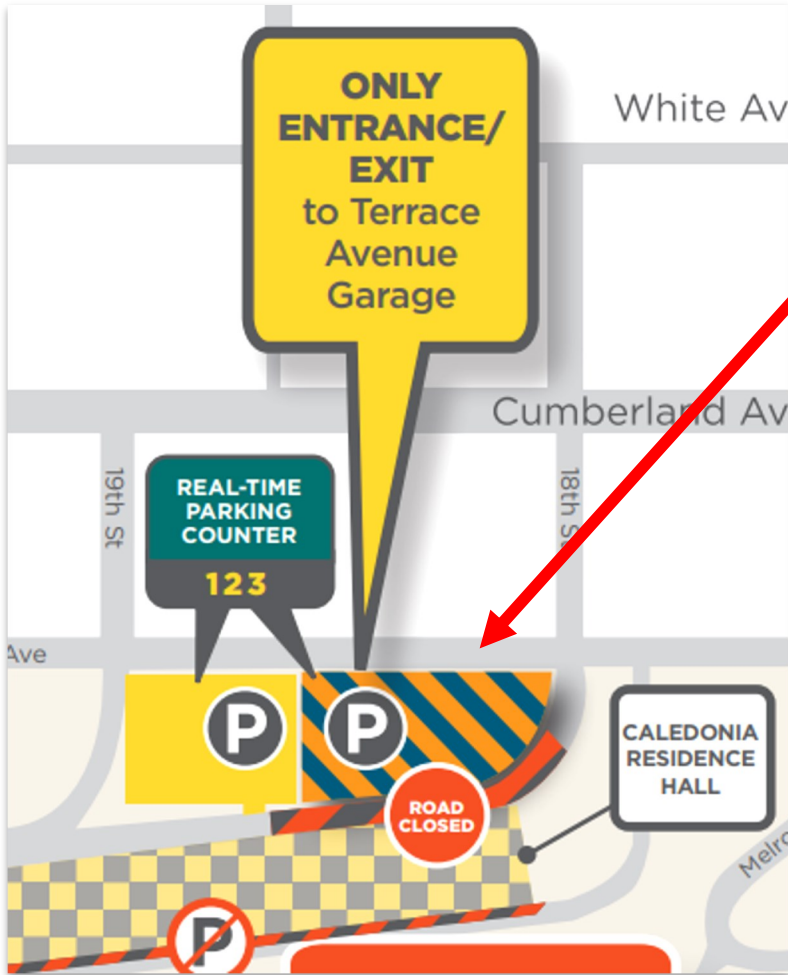 ONLY
ENTRANCE/
EXIT
to Terrace
Avenue
Garage
White Av
Cumberland Av
19th St
18th St
REAL-TIME
PARKING
COUNTER
123
Ave
P
P
CALEDONIA
RESIDENCE
HALL
ROAD
CLOSED
Melro
P